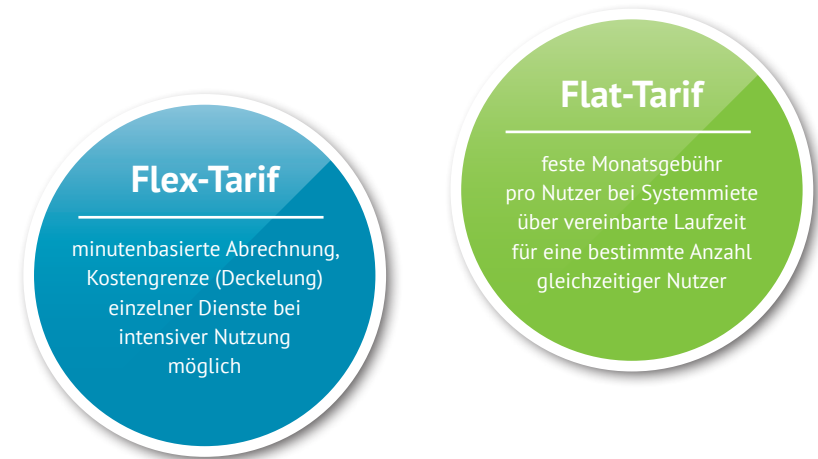 Flex-Tarif
minutenbasierte Abrechnung,
Kostengrenze (Deckelung)
einzelner Dienste bei
intensiver Nutzung
möglich
Flat-Tarif
feste Monatsgebühr
pro Nutzer bei Systemmiete
über vereinbarte Laufzeit
für eine bestimmte Anzahl
gleichzeitiger Nutzer